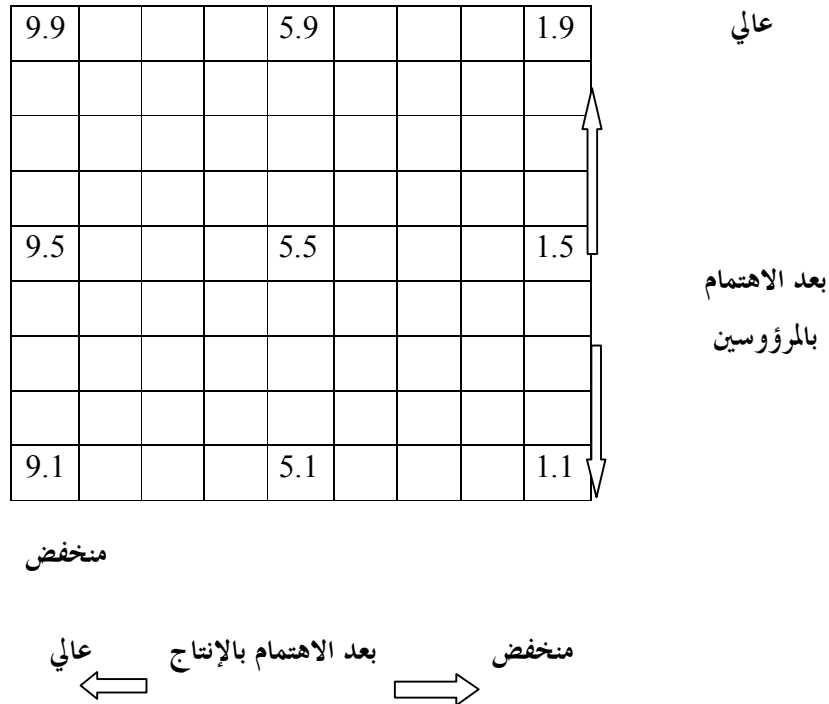 9.9 5.9 1.9
عالي
9.5 5.5 1.5
بعد الاهتمام
بالمرؤوسين
9.1 5.1 1.1
منخفض
منخفض بعد الاهتمام بالإنتاج عالي